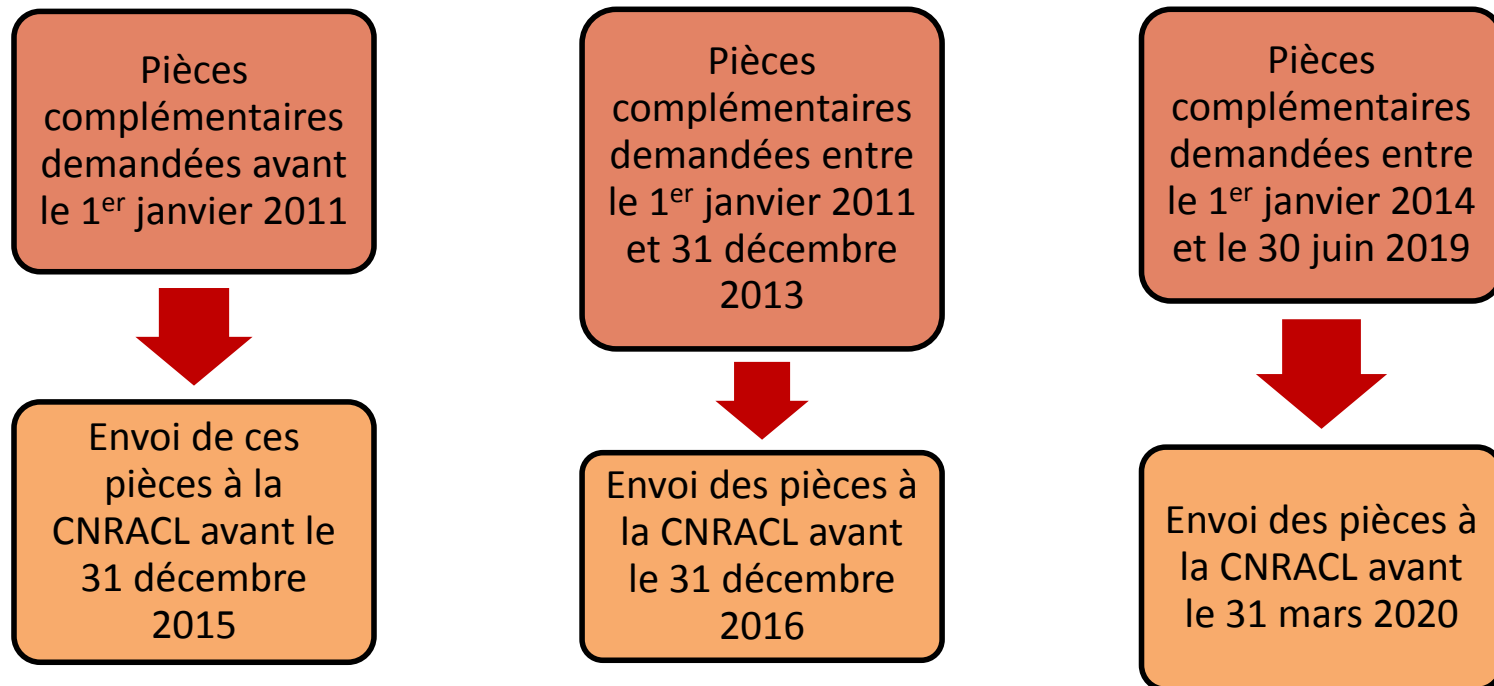 Pièces
complémentaires
demandées avant
le 1er janvier 2011
Envoi de ces
pièces à la
CNRACL avant le
31 décembre
2015
Pièces
complémentaires
demandées entre
le 1er janvier 2011
et 31 décembre
2013
Envoi des pièces à
la CNRACL avant
le 31 décembre
2016
Pièces
complémentaires
demandées entre
le 1er janvier 2014
et le 30 juin 2019
Envoi des pièces à
la CNRACL avant
le 31 mars 2020